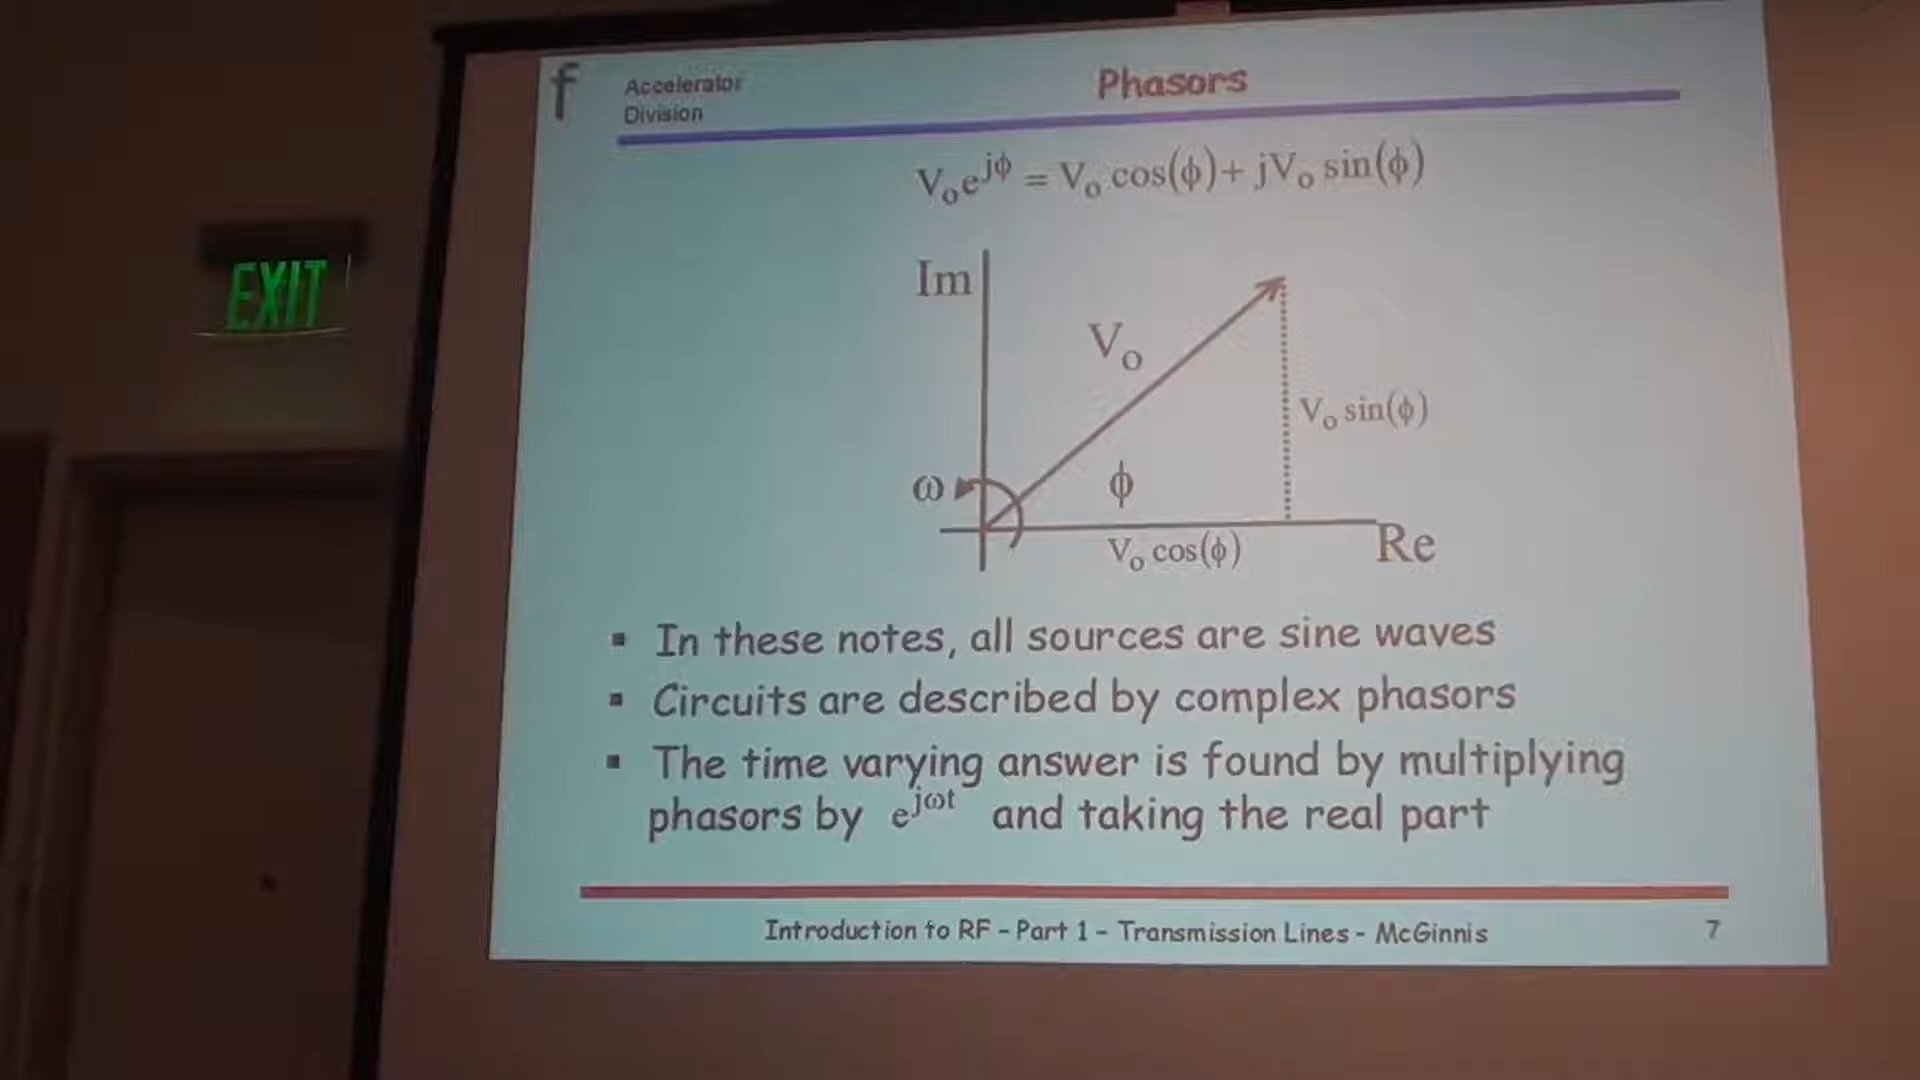 f
Accelerator
Division
Phasors
V₀e^{jϕ} = V₀ cos(ϕ)+ jV₀ sin(ϕ)
EXIT
Im
V₀
V₀ sin(ϕ)
ω
ϕ
V₀ cos(ϕ)
Re
▪ In these notes, all sources are sine waves
▪ Circuits are described by complex phasors
▪ The time varying answer is found by multiplying
phasors by e^{jωt} and taking the real part
Introduction to RF - Part 1 - Transmission Lines - McGinnis
7